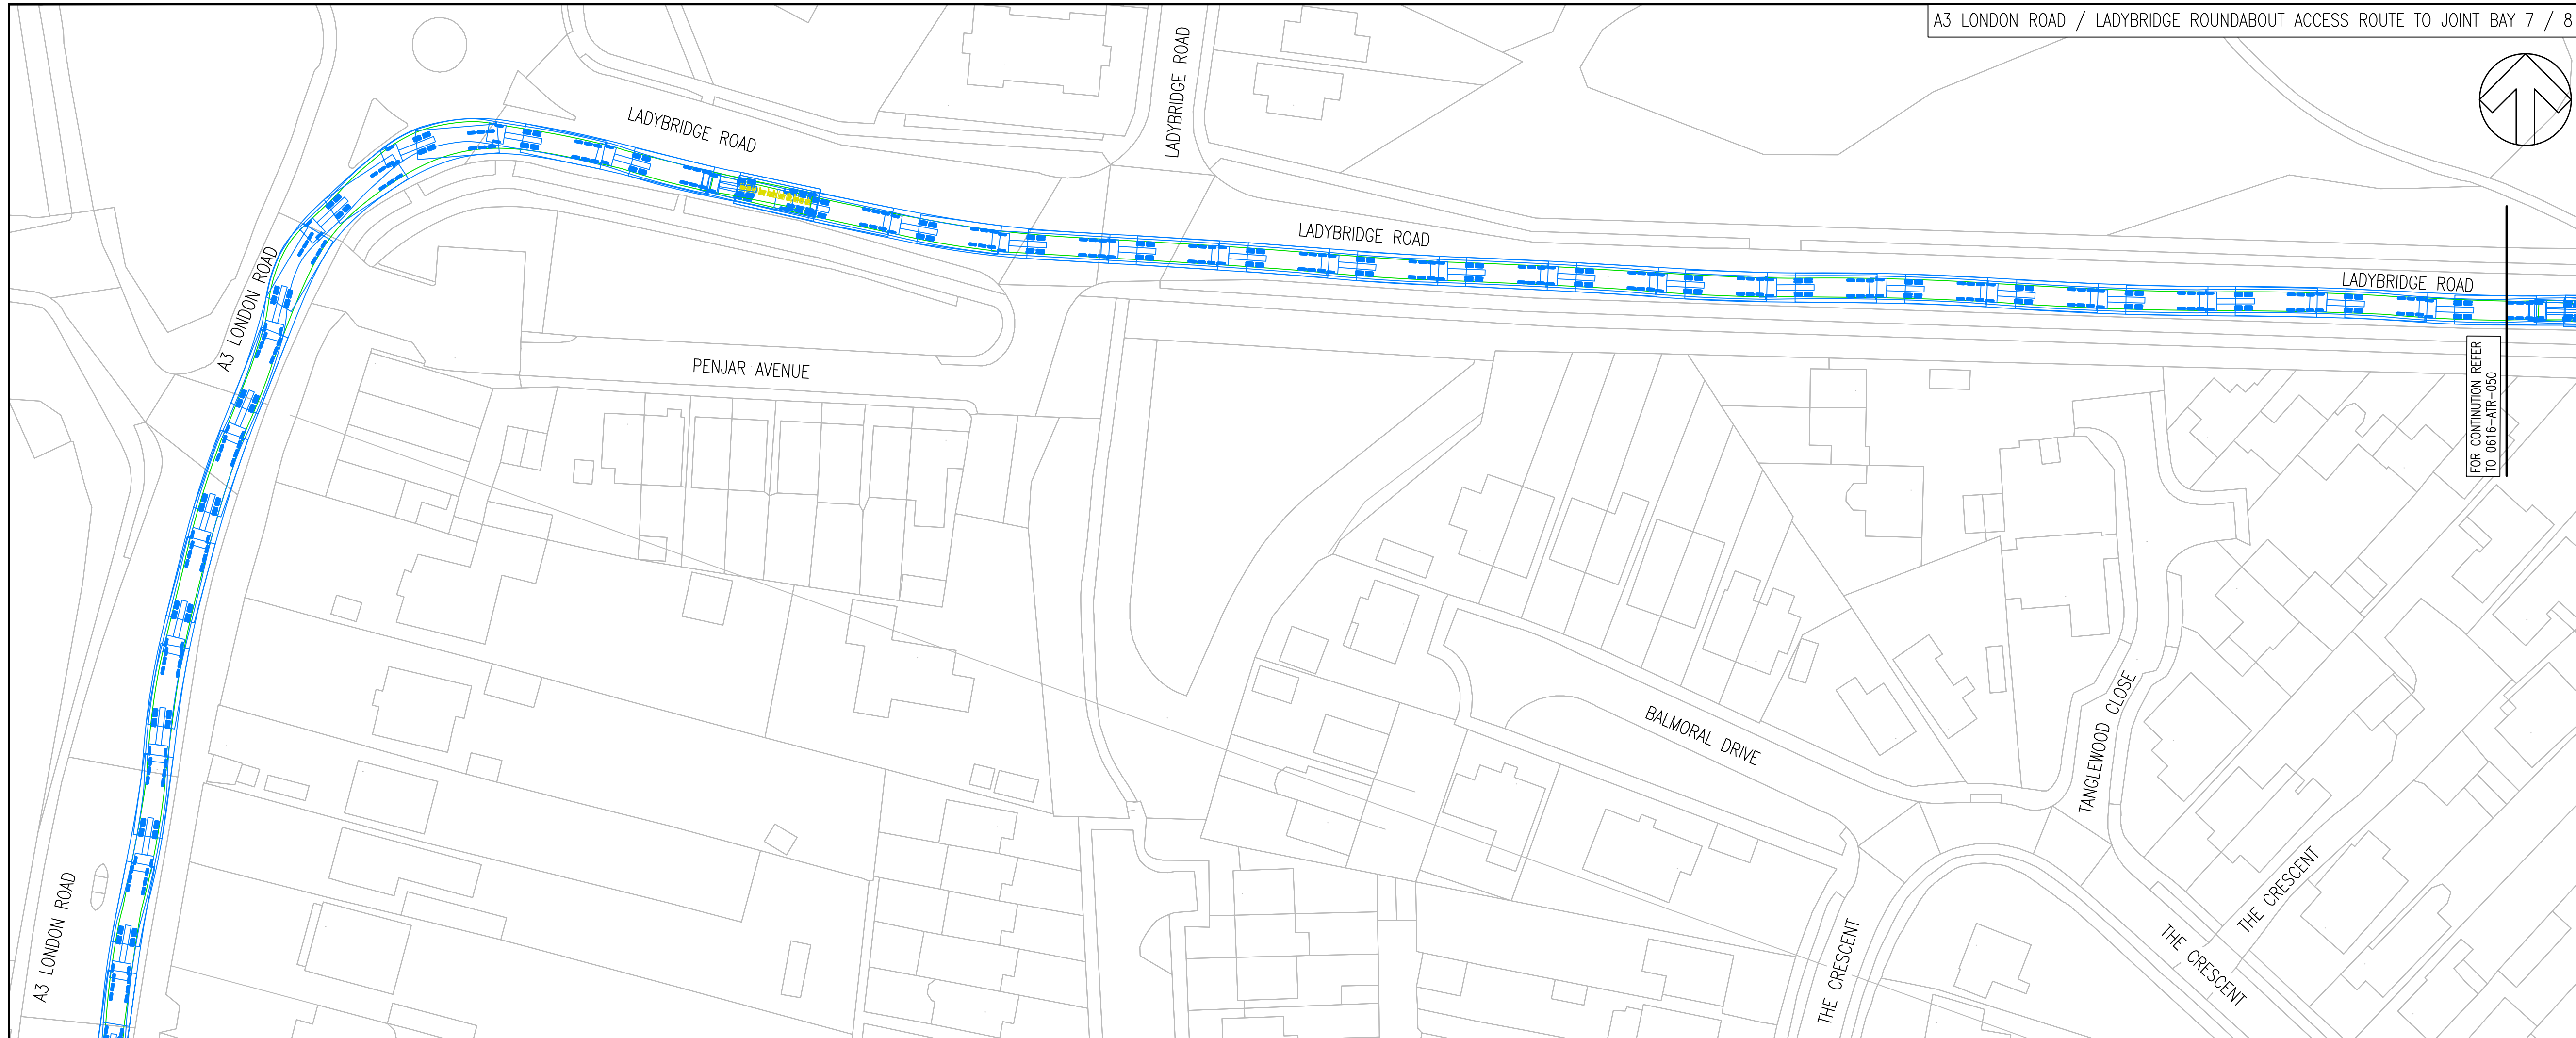 A3 LONDON ROAD / LADYBRIDGE ROUNDABOUT ACCESS ROUTE TO JOINT BAY 7 / 8
LADYBRIDGE ROAD
LADYBRIDGE ROAD
LADYBRIDGE ROAD
LADYBRIDGE ROAD
A3 LONDON ROAD
PENJAR AVENUE
FOR CONTINUTION REFER
TO 0616-ATR-050
BALMORAL DRIVE
TANGLEWOOD CLOSE
A3 LONDON ROAD
THE CRESCENT
THE CRESCENT
THE CRESCENT